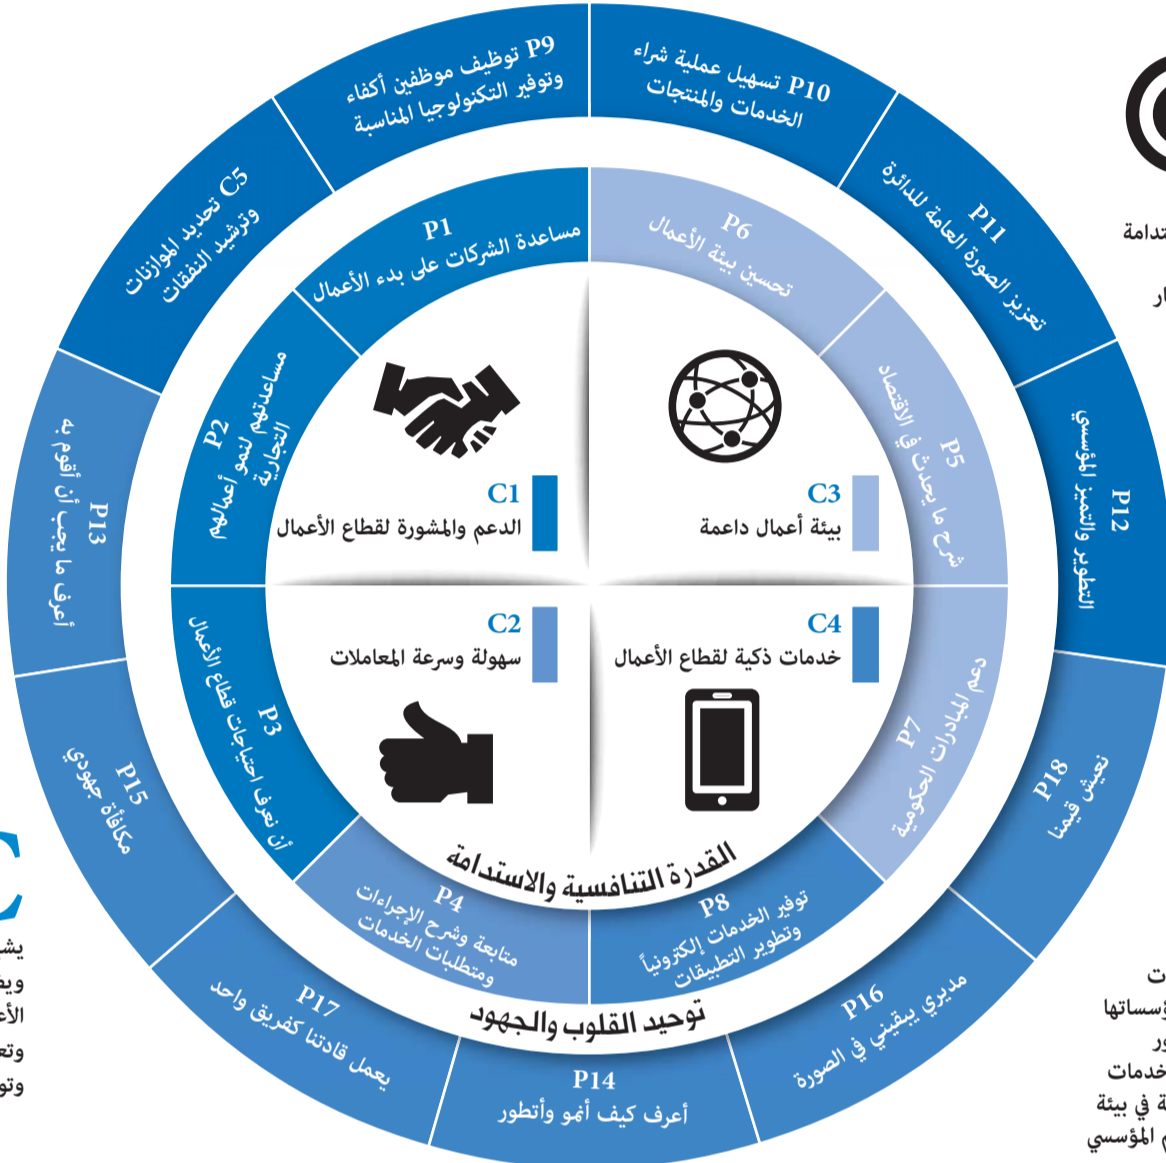 P9 توظيف موظفين أكفاء
وتوفير التكنولوجيا المناسبة
P10 تسهيل عملية شراء
الخدمات والمنتجات
P11
تعزيز الصورة العامة للدائرة
P12
التطوير والتميز المؤسسي
P18
نعيش قيمنا
P16
مديري يبقيني في الصورة
P14
أعرف كيف أنمو وأتطور
P17
يعمل قادتنا كفريق واحد
P15
مكافأة جهودي
P13
أعرف ما يجب أن أقوم به
C5 تحديد الموازنات
وترشيد النفقات
P1
مساعدة الشركات على بدء الأعمال
P6
تحسين بيئة الأعمال
P5
شرح ما يحدث في الاقتصاد
P7
دعم المبادرات الحكومية
P8
توفير الخدمات إلكترونياً
وتطوير التطبيقات
P4
متابعة وشرح الإجراءات
ومتطلبات الخدمات
P3
أن نعرف احتياجات قطاع الأعمال
P2
مساعدتهم لنمو أعمالهم
التجارية
C3
بيئة أعمال داعمة
C1
الدعم والمشورة لقطاع الأعمال
C4
خدمات ذكية لقطاع الأعمال
C2
سهولة وسرعة المعاملات
القدرة التنافسية والاستدامة
توحيد القلوب والجهود
خدمات
ة في بيئة
م المؤسسي